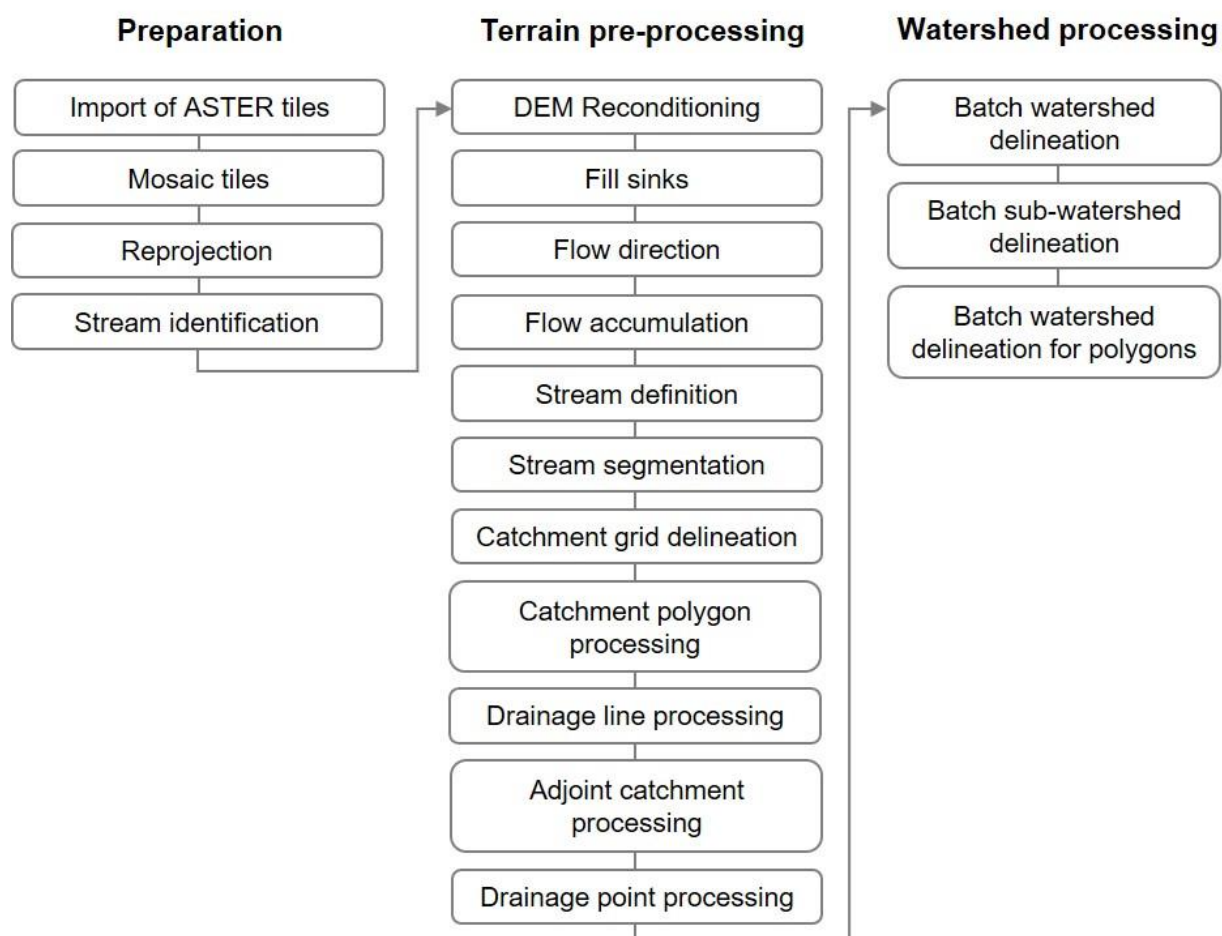 Preparation
Import of ASTER tiles
Mosaic tiles
Reprojection
Stream identification
Terrain pre-processing
DEM Reconditioning
Fill sinks
Flow direction
Flow accumulation
Stream definition
Stream segmentation
Catchment grid delineation
Catchment polygon
processing
Drainage line processing
Adjoint catchment
processing
Drainage point processing
Watershed processing
Batch watershed
delineation
Batch sub-watershed
delineation
Batch watershed
delineation for polygons